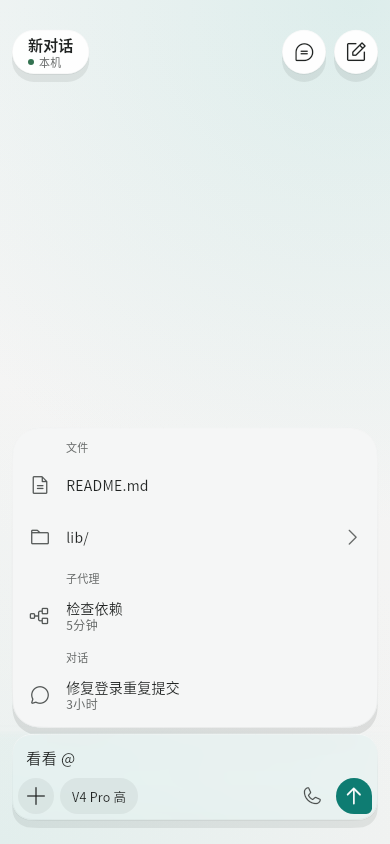 新对话
本机
文件
README.md
lib/
子代理
检查依赖
5分钟
对话
修复登录重复提交
3小时
看看 @
V4 Pro 高